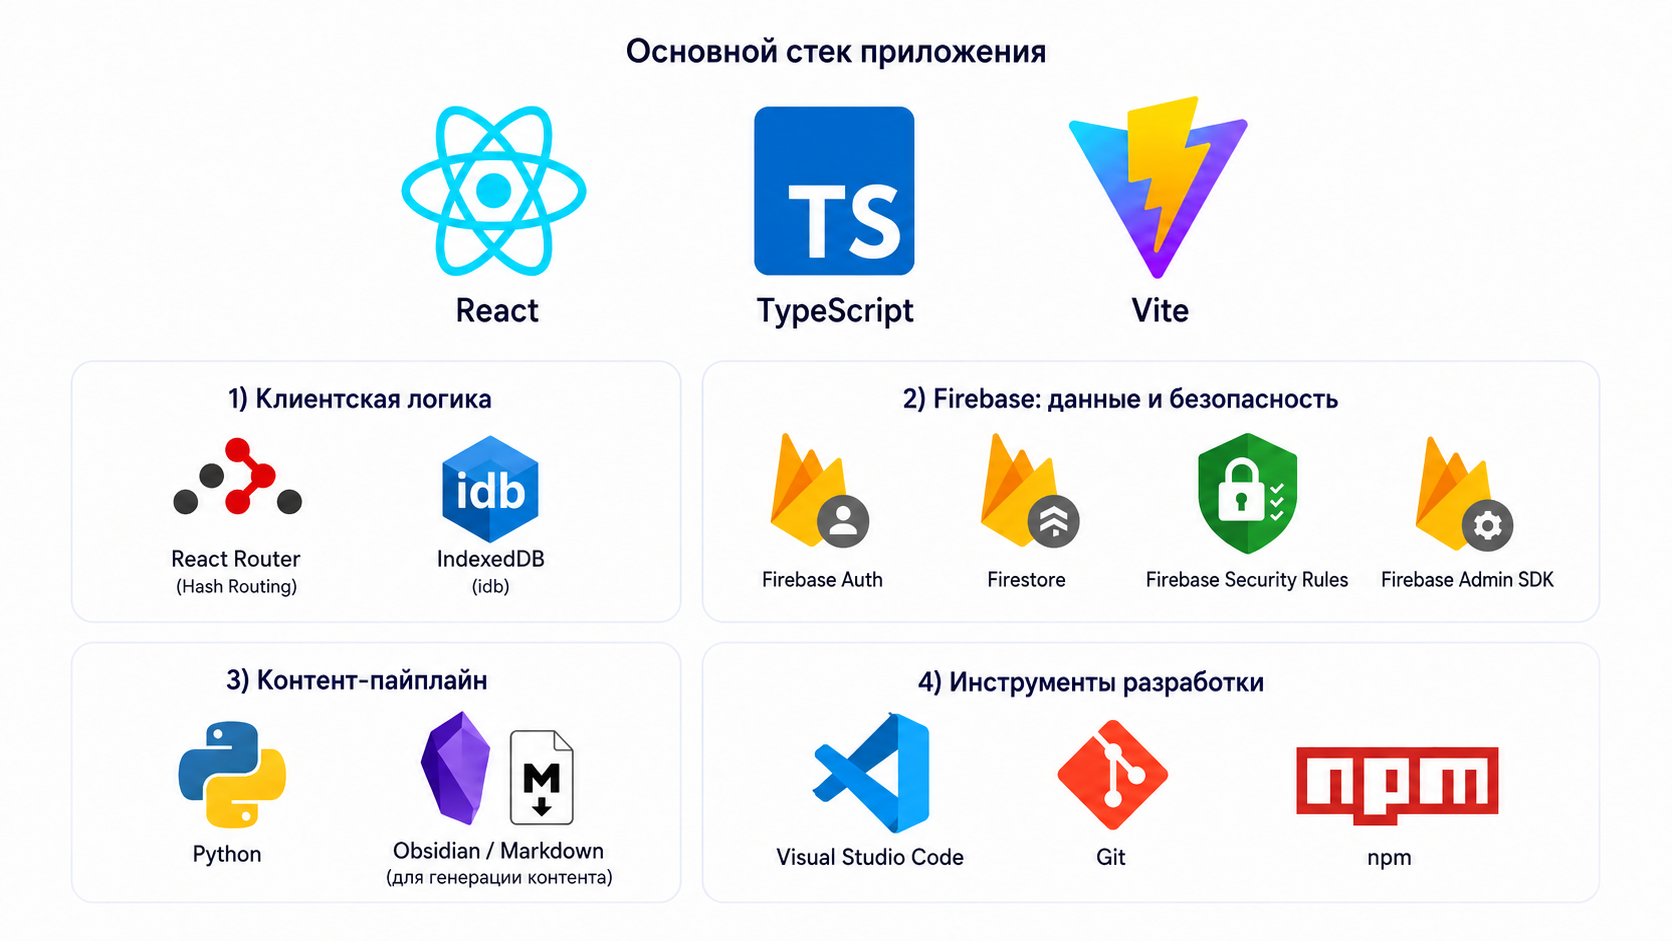 Основной стек приложения
TS
React
TypeScript
Vite
1) Клиентская логика
idb
React Router
(Hash Routing)
IndexedDB
(idb)
2) Firebase: данные и безопасность
Firebase Auth
Firestore
Firebase Security Rules
Firebase Admin SDK
3) Контент-пайплайн
M
Python
Obsidian / Markdown
(для генерации контента)
4) Инструменты разработки
npm
Visual Studio Code
Git
npm